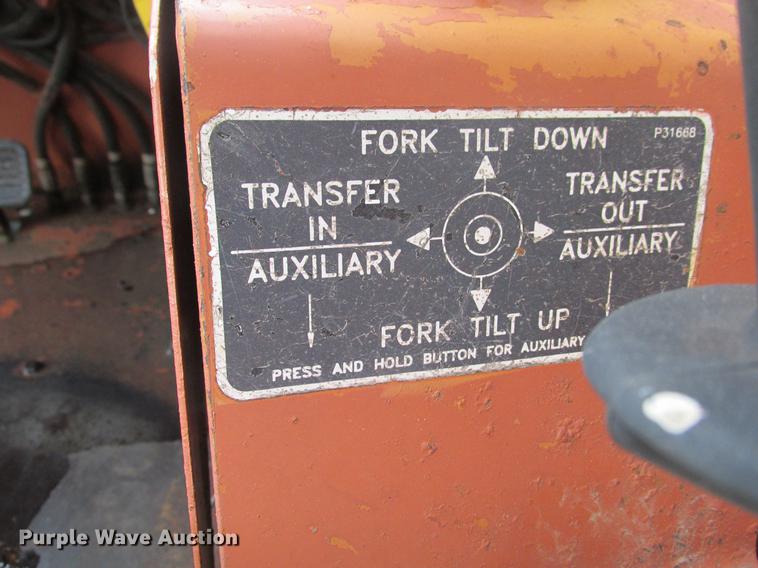 FORK TILT DOWN
P31668
TRANSFER
IN
AUXILIARY
TRANSFER
OUT
AUXILIARY
FORK TILT UP
PRESS AND HOLD BUTTON FOR AUXILIARY
Purple Wave Auction